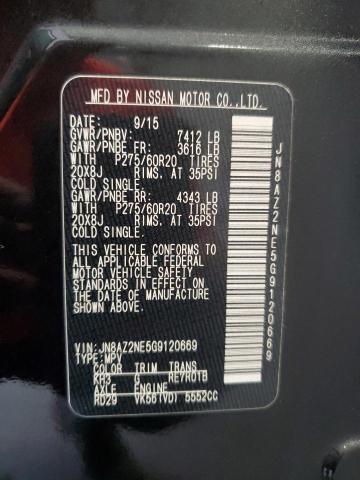 MFD BY NISSAN MOTOR CO.,LTD.
DATE: 9/15
GVWR/PNBV: 7412 LB
GAWR/PNBE FR: 3616 LB
WITH P275/60R20 TIRES
20X8J RIMS. AT 35PSI
COLD SINGLE.
GAWR/PNBE RR: 4343 LB
WITH P275/60R20 TIRES
20X8J RIMS. AT 35PSI
COLD SINGLE.
THIS VEHICLE CONFORMS TO
ALL APPLICABLE FEDERAL
MOTOR VEHICLE SAFETY
STANDARDS IN EFFECT ON
THE DATE OF MANUFACTURE
SHOWN ABOVE.
VIN: JN8AZ2NE5G9120669
TYPE: MPV
COLOR TRIM TRANS
KH3 G RE7R01B
AXLE ENGINE
RD29 VK56(VD) 5552CC
JN8AZ2NE5G9120669